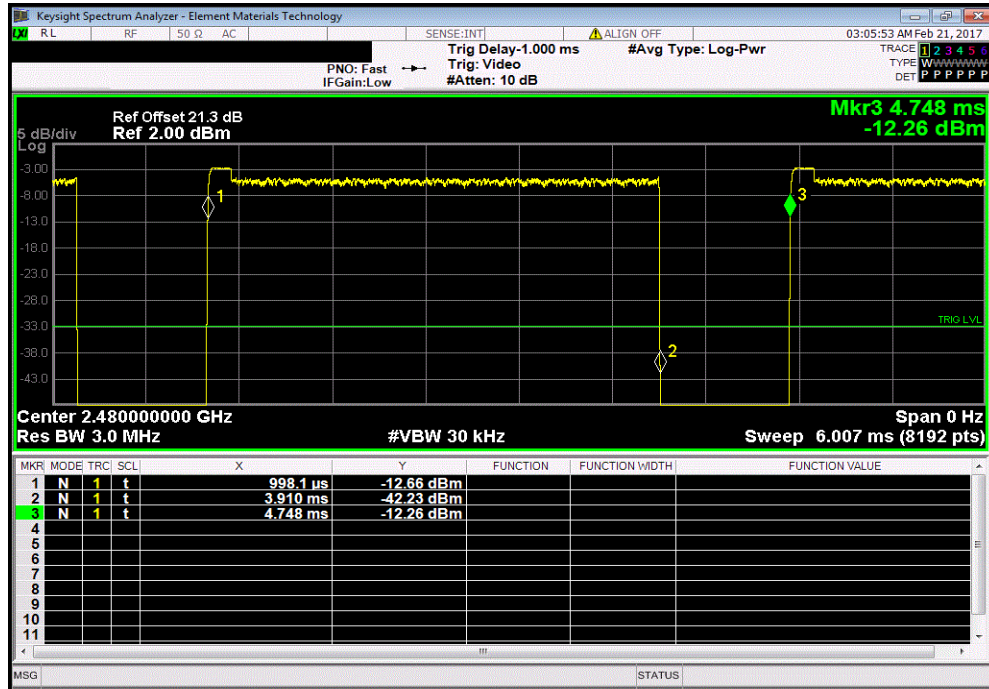 Keysight Spectrum Analyzer - Element Materials Technology
LXI RL RF 50 Ω AC SENSE:INT ALIGN OFF 03:05:53 AM Feb 21, 2017
Trig Delay-1.000 ms #Avg Type: Log-Pwr TRACE 1 2 3 4 5 6
PNO: Fast Trig: Video TYPE WWWWWW
IFGain:Low #Atten: 10 dB DET P P P P P P
Mkr3 4.748 ms
Ref Offset 21.3 dB
5 dB/div Ref 2.00 dBm -12.26 dBm
Log
-3.00
-8.00
1
3
-13.0
-18.0
-23.0
-28.0
-33.0
TRIG LVL
-38.0
2
-43.0
Center 2.480000000 GHz Span 0 Hz
Res BW 3.0 MHz #VBW 30 kHz Sweep 6.007 ms (8192 pts)
MKR MODE TRC SCL X Y FUNCTION FUNCTION WIDTH FUNCTION VALUE
1 N 1 t 998.1 µs -12.66 dBm
2 N 1 t 3.910 ms -42.23 dBm
3 N 1 t 4.748 ms -12.26 dBm
4
5
6
7
8
9
10
11
MSG STATUS